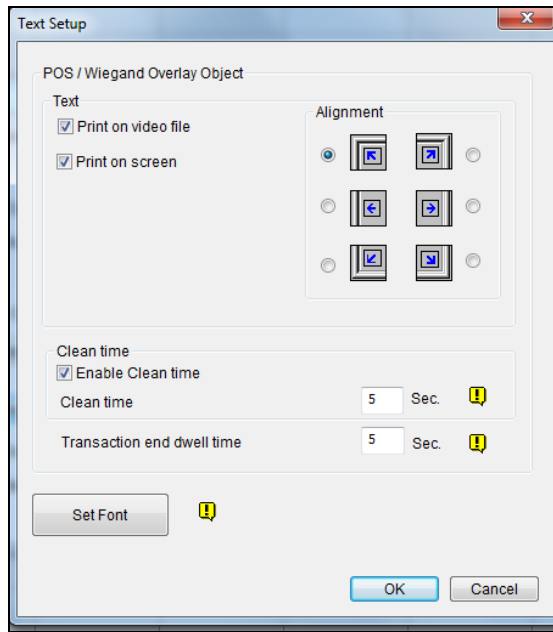 Text Setup
POS / Wiegand Overlay Object
Text
Print on video file
Print on screen
Alignment
Clean time
Enable Clean time
Clean time 5 Sec.
Transaction end dwell time 5 Sec.
Set Font
OK Cancel